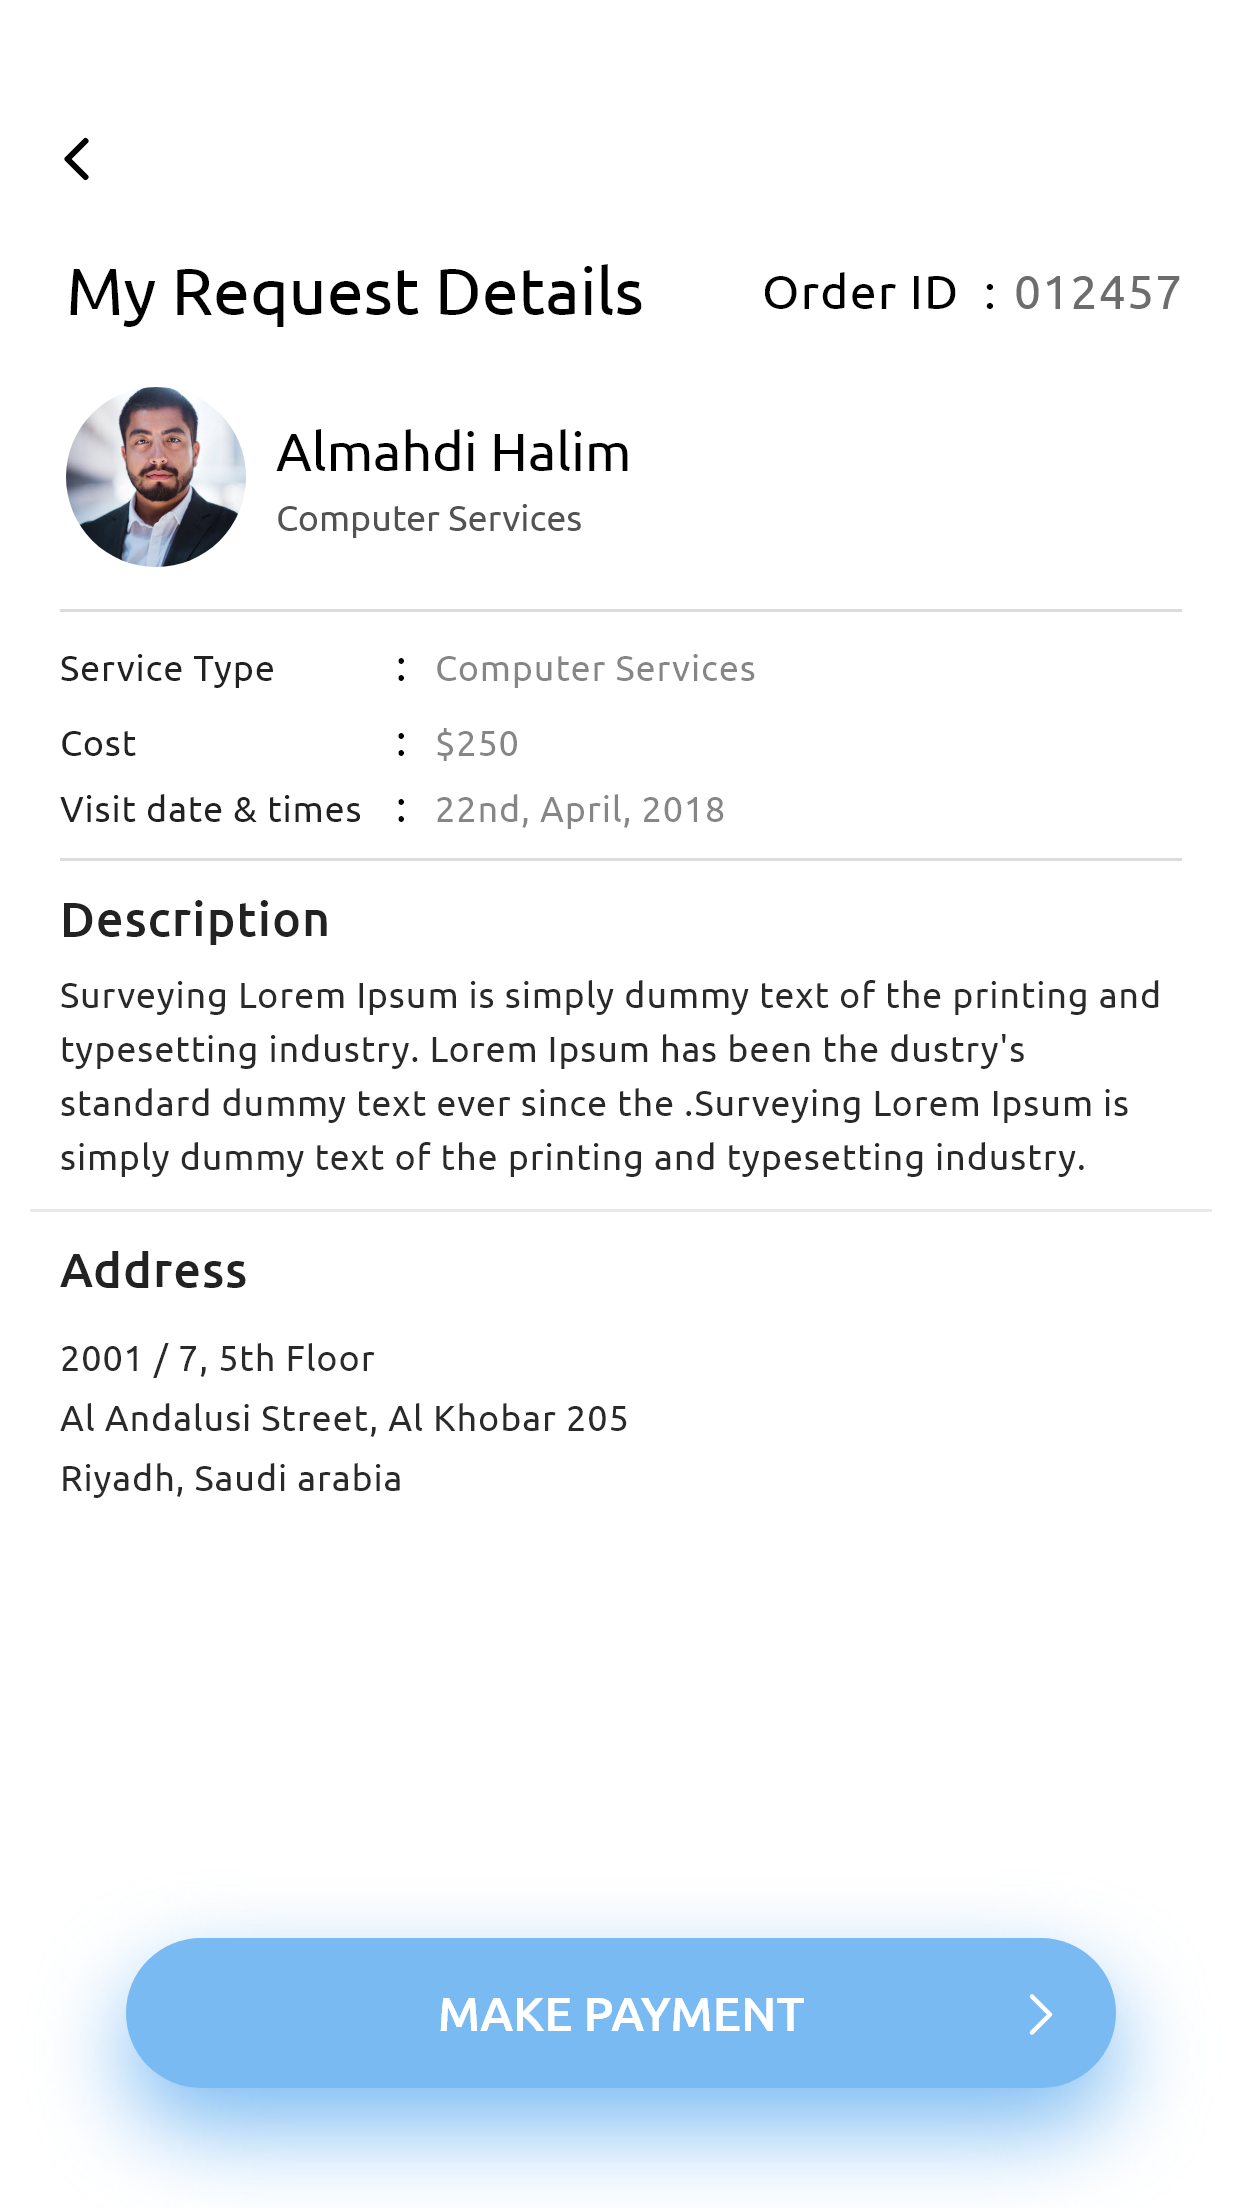 My Request Details
Order ID : 012457
Almahdi Halim
Computer Services
Service Type : Computer Services
Cost : $250
Visit date & times : 22nd, April, 2018
Description
Surveying Lorem Ipsum is simply dummy text of the printing and
typesetting industry. Lorem Ipsum has been the dustry's
standard dummy text ever since the .Surveying Lorem Ipsum is
simply dummy text of the printing and typesetting industry.
Address
2001 / 7, 5th Floor
Al Andalusi Street, Al Khobar 205
Riyadh, Saudi arabia
MAKE PAYMENT